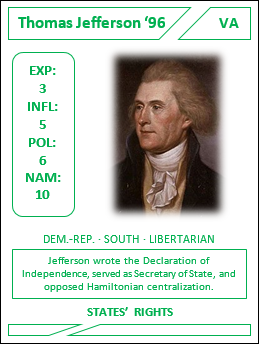 Thomas Jefferson ‘96
VA
EXP:
3
INFL:
5
POL:
6
NAM:
10
DEM.-REP. · SOUTH · LIBERTARIAN
Jefferson wrote the Declaration of
Independence, served as Secretary of State, and
opposed Hamiltonian centralization.
STATES’ RIGHTS